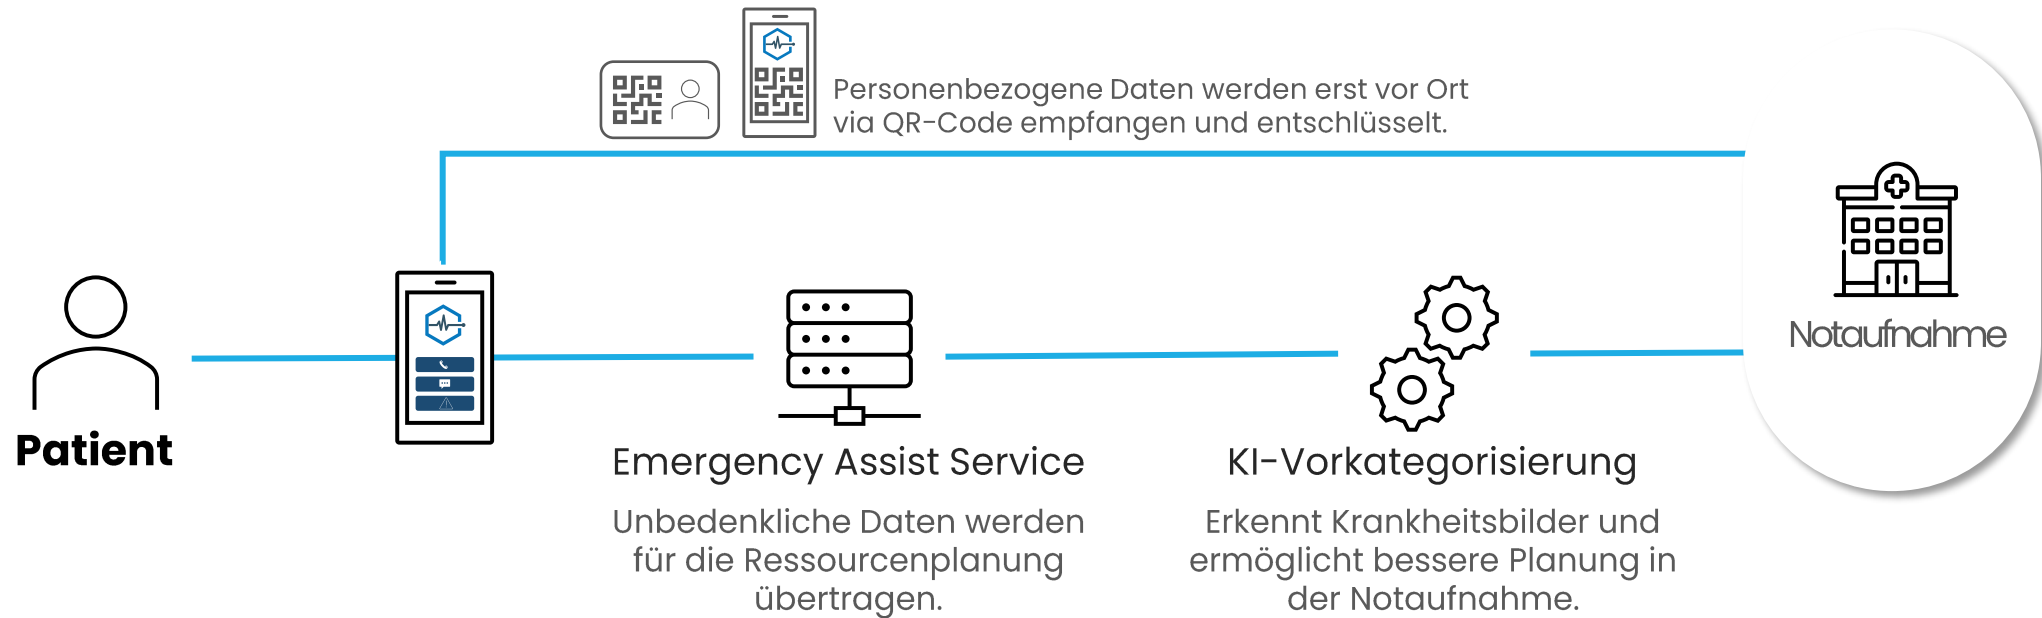 Personenbezogene Daten werden erst vor Ort
via QR-Code empfangen und entschlüsselt.
Notaufnahme
Patient
Emergency Assist Service
Unbedenkliche Daten werden
für die Ressourcenplanung
übertragen.
KI-Vorkategorisierung
Erkennt Krankheitsbilder und
ermöglicht bessere Planung in
der Notaufnahme.